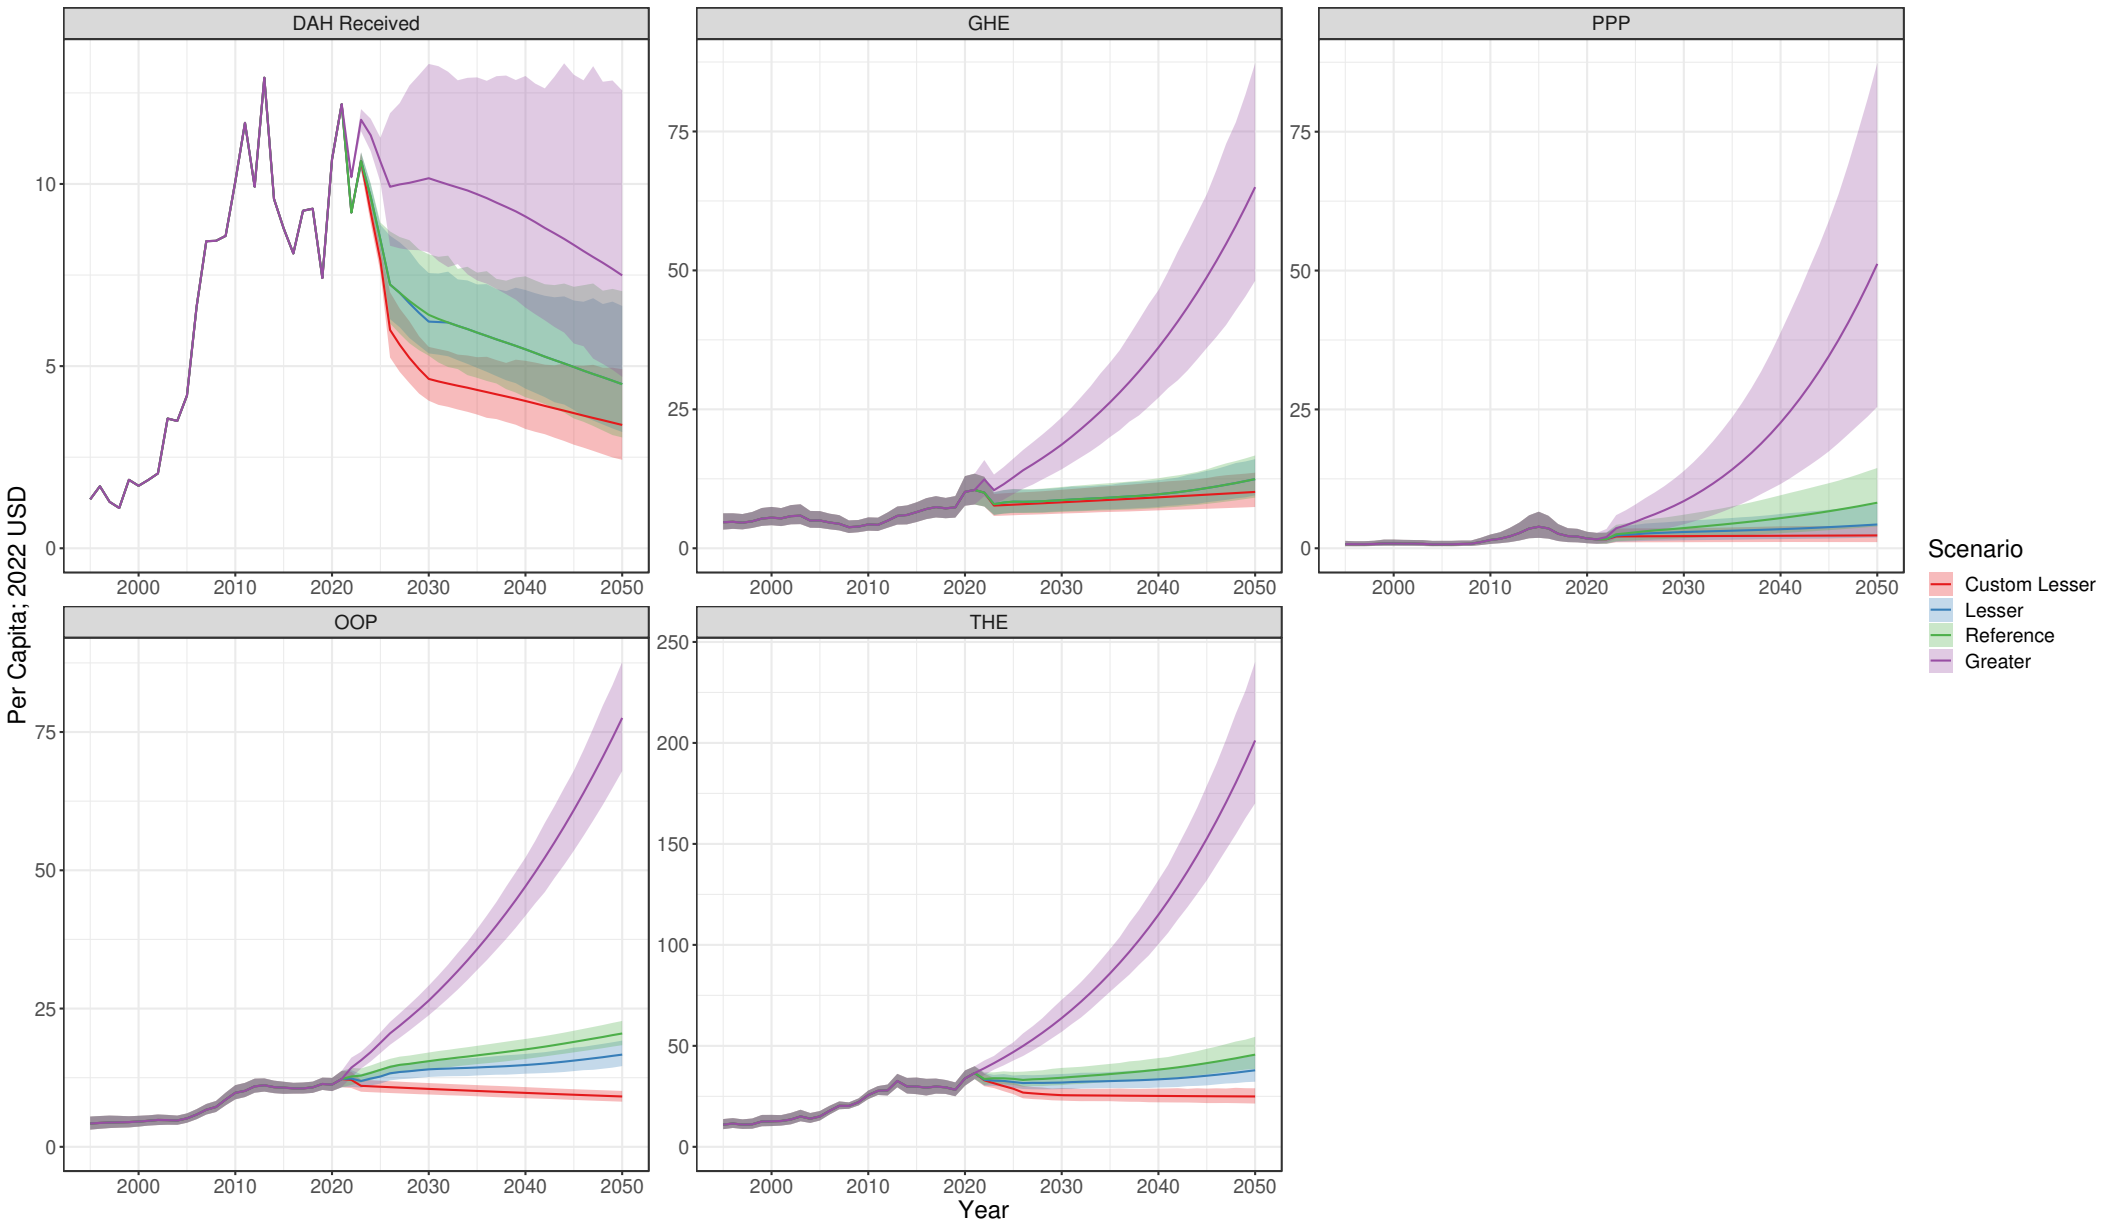 DAH Received
GHE
PPP
10
5
0
75
50
25
0
75
50
25
0
2000 2010 2020 2030 2040 2050
2000 2010 2020 2030 2040 2050
2000 2010 2020 2030 2040 2050
OOP
THE
75
50
25
0
250
200
150
100
50
0
2000 2010 2020 2030 2040 2050
2000 2010 2020 2030 2040 2050
Year
Per Capita; 2022 USD
Scenario
Custom Lesser
Lesser
Reference
Greater